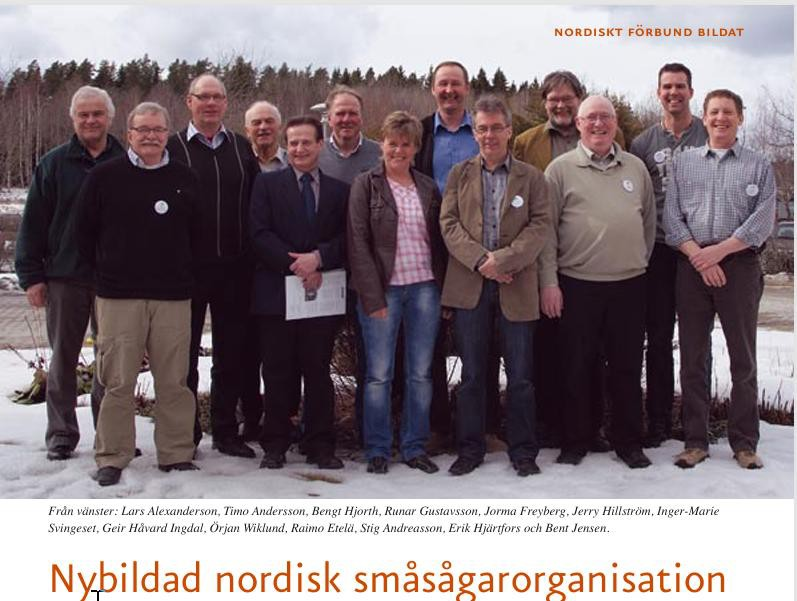 NORDISKT FÖRBUND BILDAT
Från vänster: Lars Alexanderson, Timo Andersson, Bengt Hjorth, Runar Gustavsson, Jorma Freyberg, Jerry Hillström, Inger-Marie
Svingeset, Geir Håvard Ingdal, Örjan Wiklund, Raimo Etelä, Stig Andreasson, Erik Hjärtfors och Bent Jensen.
Nybildad nordisk småsågarorganisation